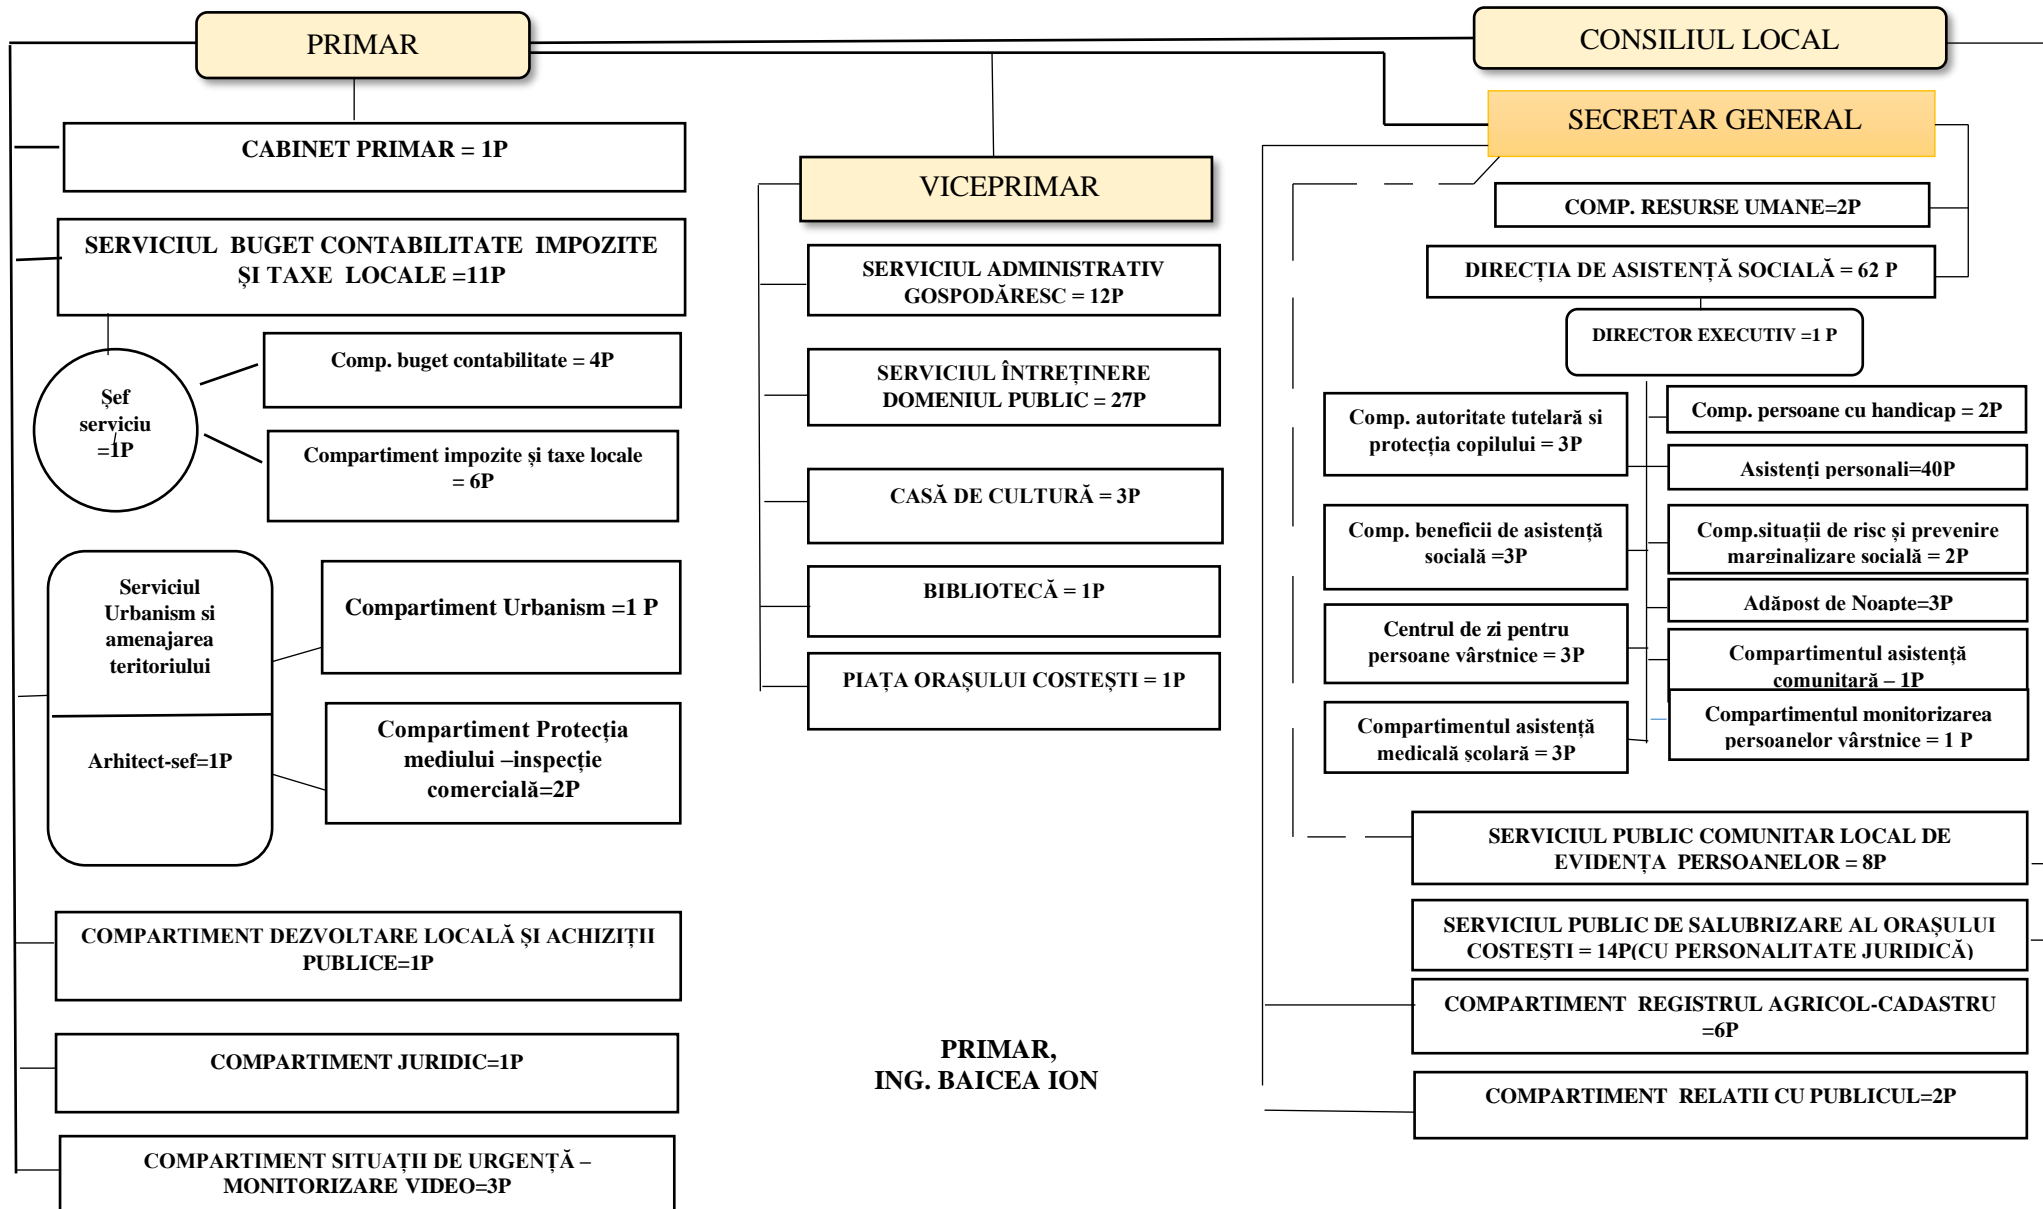 PRIMAR
CONSILIUL LOCAL
SECRETAR GENERAL
CABINET PRIMAR = 1P
VICEPRIMAR
COMP. RESURSE UMANE=2P
SERVICIUL BUGET CONTABILITATE IMPOZITE
ȘI TAXE LOCALE =11P
DIRECȚIA DE ASISTENȚĂ SOCIALĂ = 62 P
DIRECTOR EXECUTIV =1 P
Șef
serviciu
=1P
Comp. buget contabilitate = 4P
Compartiment impozite și taxe locale
= 6P
Serviciul
Urbanism si
amenajarea
teritoriului
Arhitect-sef=1P
Compartiment Urbanism =1 P
Compartiment Protecția
mediului –inspecție
comercială=2P
COMPARTIMENT DEZVOLTARE LOCALĂ ȘI ACHIZIȚII
PUBLICE=1P
COMPARTIMENT JURIDIC=1P
COMPARTIMENT SITUAȚII DE URGENȚĂ –
MONITORIZARE VIDEO=3P
SERVICIUL ADMINISTRATIV
GOSPODĂRESC = 12P
SERVICIUL ÎNTREȚINERE
DOMENIUL PUBLIC = 27P
CASĂ DE CULTURĂ = 3P
BIBLIOTECĂ = 1P
PIAȚA ORAȘULUI COSTEȘTI = 1P
PRIMAR,
ING. BAICEA ION
Comp. autoritate tutelară si
protecția copilului = 3P
Comp. persoane cu handicap = 2P
Asistenți personali=40P
Comp. beneficii de asistență
socială =3P
Comp.situații de risc și prevenire
marginalizare socială = 2P
Adăpost de Noapte=3P
Centrul de zi pentru
persoane vârstnice = 3P
Compartimentul asistență
comunitară – 1P
Compartimentul asistență
medicală școlară = 3P
Compartimentul monitorizarea
persoanelor vârstnice = 1 P
SERVICIUL PUBLIC COMUNITAR LOCAL DE
EVIDENȚA PERSOANELOR = 8P
SERVICIUL PUBLIC DE SALUBRIZARE AL ORAȘULUI
COSTEȘTI = 14P(CU PERSONALITATE JURIDICĂ)
COMPARTIMENT REGISTRUL AGRICOL-CADASTRU
=6P
COMPARTIMENT RELATII CU PUBLICUL=2P